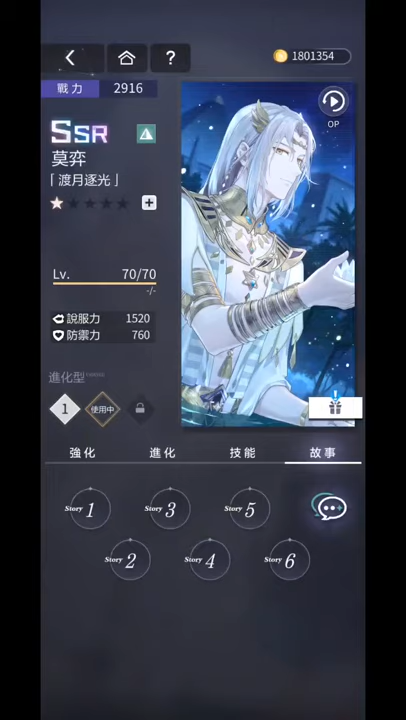 ?
1801354
戰力 2916
OP
SSR
莫弈
「渡月逐光」
Lv. 70/70
-/-
說服力 1520
防禦力 760
進化型
1 使用中
強化 進化 技能 故事
Story 1 Story 3 Story 5
Story 2 Story 4 Story 6